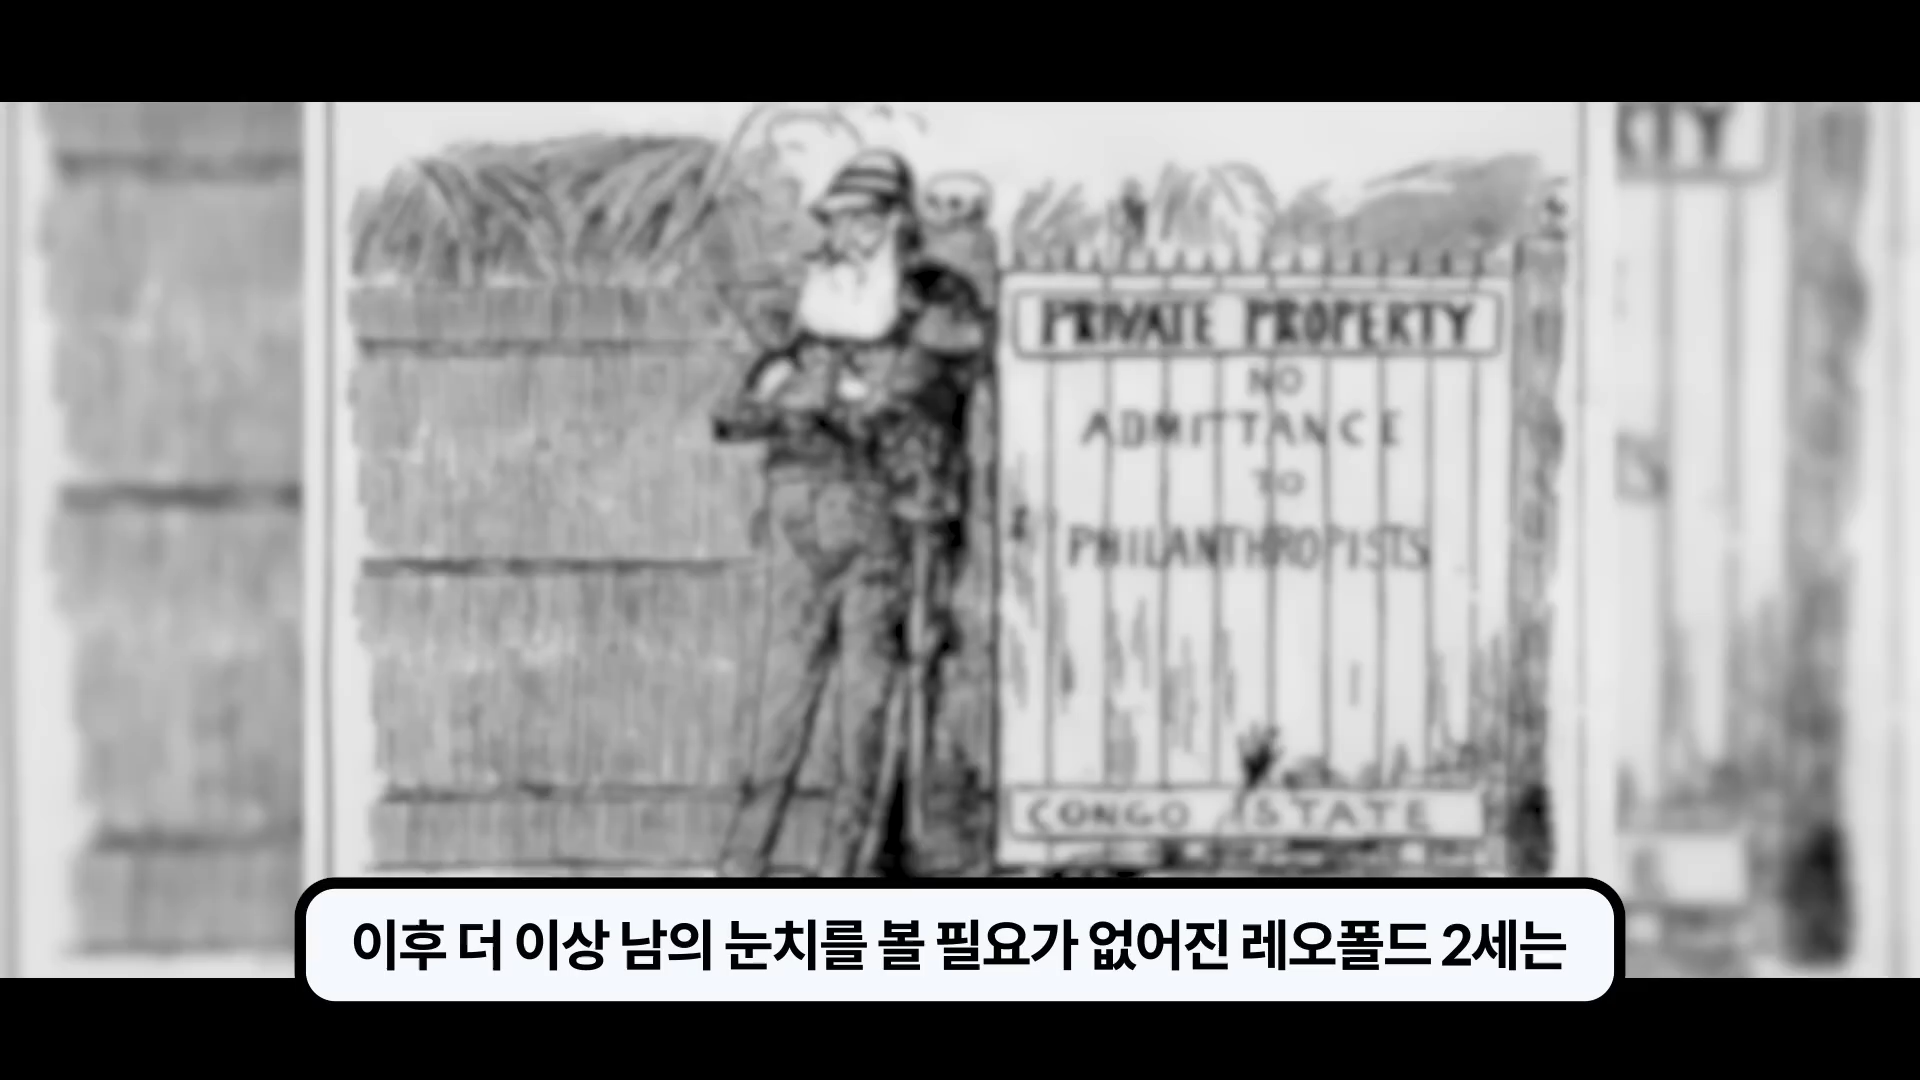 PRIVATE PROPERTY
NO
ADMITTANCE
TO
PHILANTHROPISTS
CONGO STATE
이후 더 이상 남의 눈치를 볼 필요가 없어진 레오폴드 2세는